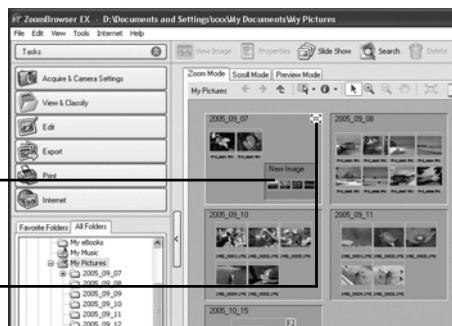 ZoomBrowser EX - D:\Documents and Settings\xxx\My Documents\My Pictures
File Edit View Tools Internet Help
Tasks
View Image Properties Slide Show Search Delete
Acquire & Camera Settings
View & Classify
Edit
Export
Print
Internet
Zoom Mode Scroll Mode Preview Mode
My Pictures
2005_09_07
2005_09_08
New Image
2005_09_10
2005_09_11
2005_10_15
Favorite Folders All Folders
My eBooks
My Music
My Pictures
2005_09_07
2005_09_08
2005_09_09
2005_09_10
2005_09_11
2005_09_12